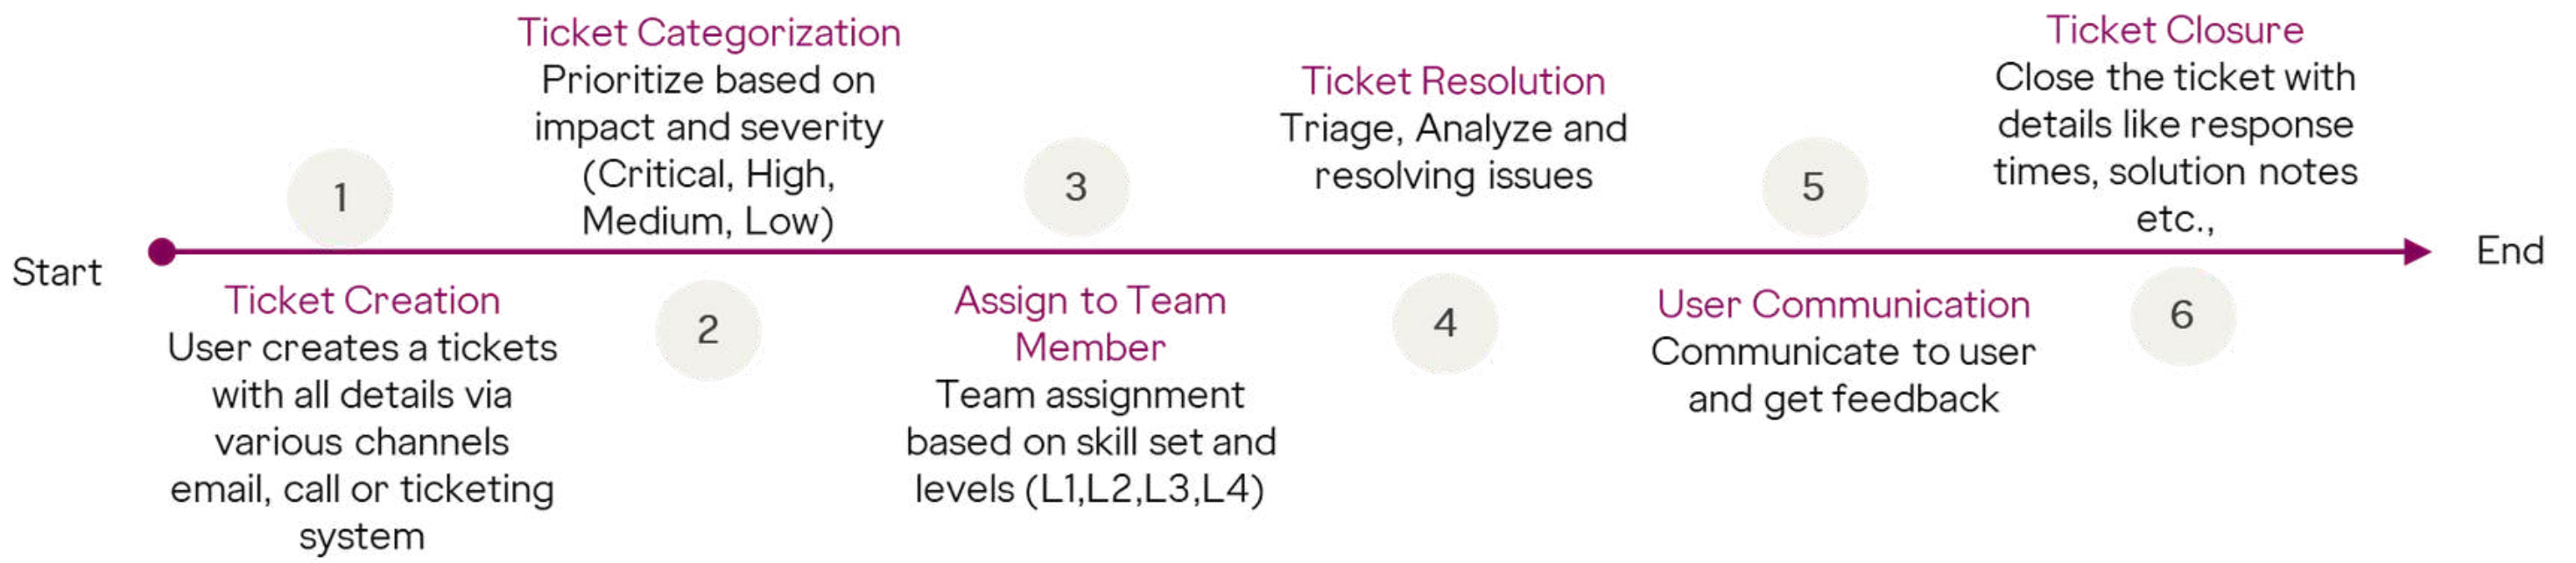 Start
1
Ticket Creation
User creates a tickets
with all details via
various channels
email, call or ticketing
system
Ticket Categorization
Prioritize based on
impact and severity
(Critical, High,
Medium, Low)
2
3
Assign to Team
Member
Team assignment
based on skill set and
levels (L1,L2,L3,L4)
Ticket Resolution
Triage, Analyze and
resolving issues
4
5
User Communication
Communicate to user
and get feedback
Ticket Closure
Close the ticket with
details like response
times, solution notes
etc.,
6
End